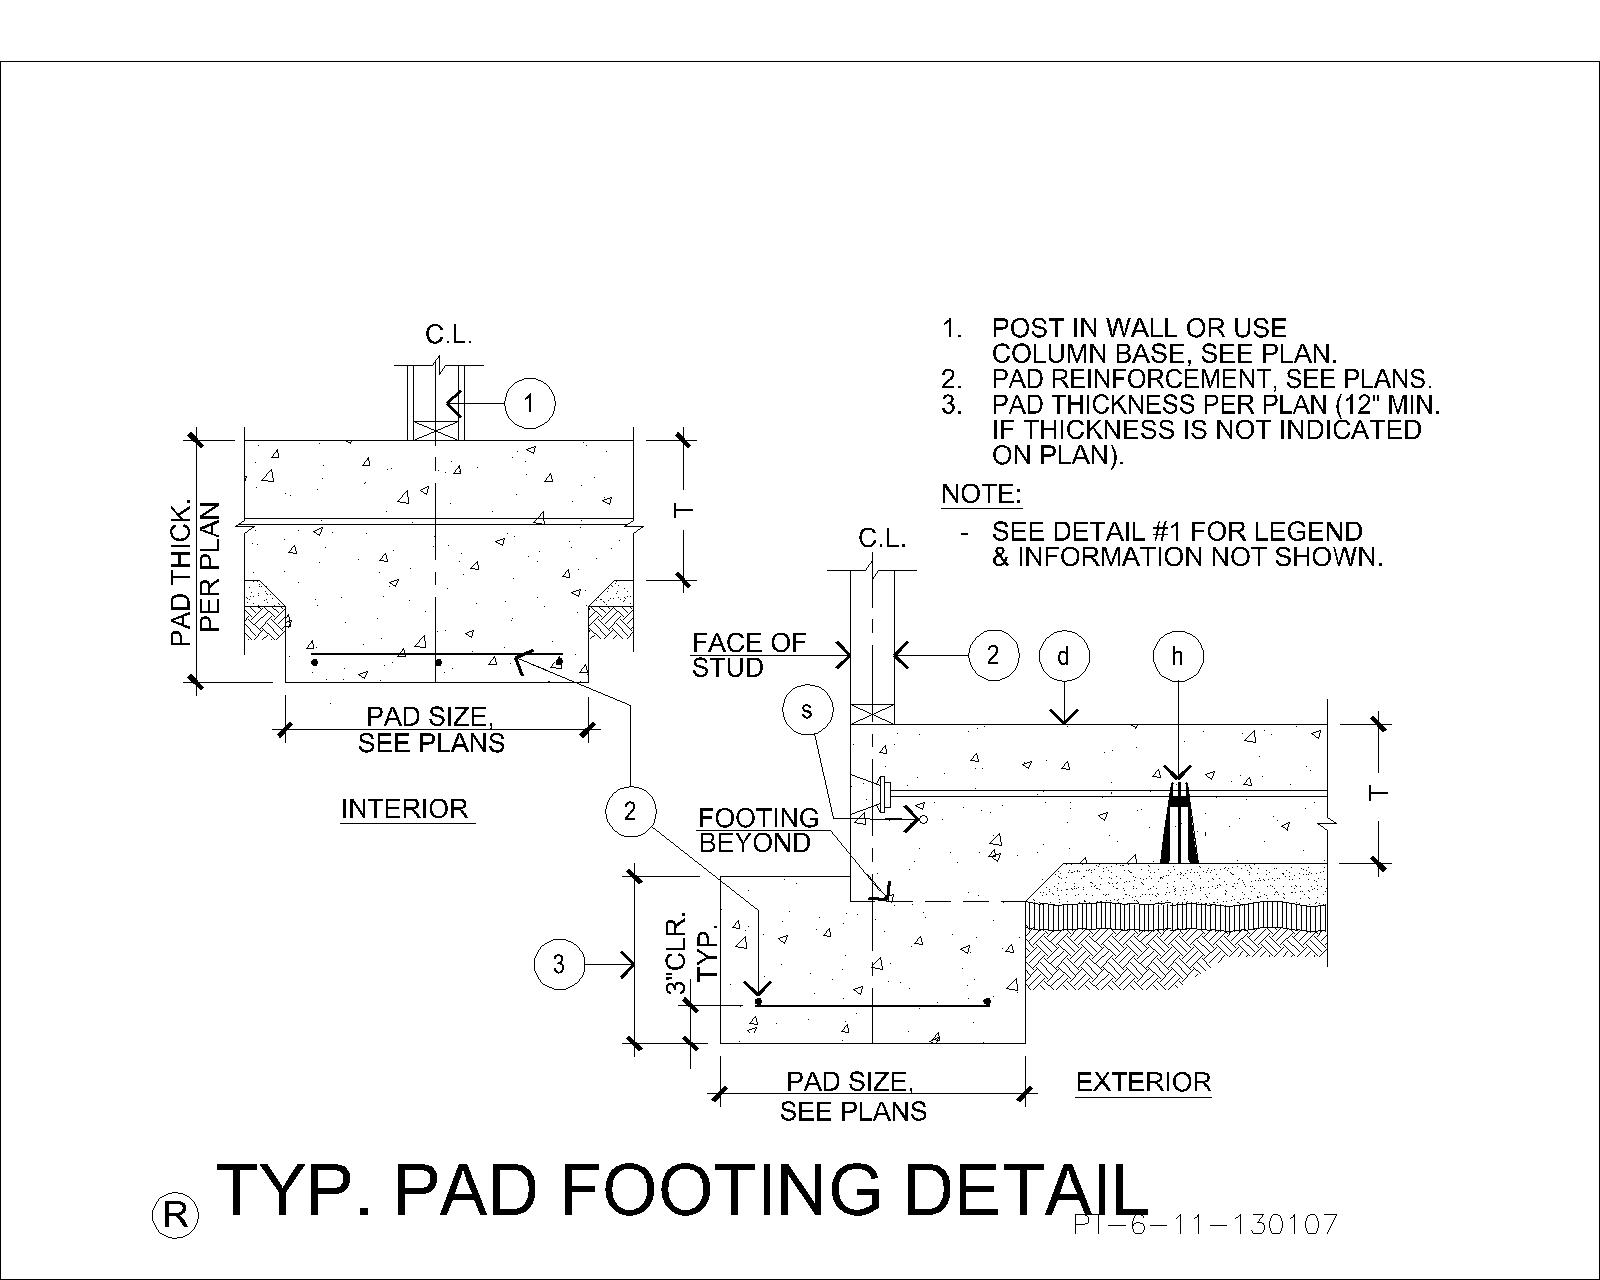 C.L.
1
PAD THICK.
PER PLAN
T
PAD SIZE,
SEE PLANS
INTERIOR
2
1. POST IN WALL OR USE
COLUMN BASE, SEE PLAN.
2. PAD REINFORCEMENT, SEE PLANS.
3. PAD THICKNESS PER PLAN (12" MIN.
IF THICKNESS IS NOT INDICATED
ON PLAN).
NOTE:
- SEE DETAIL #1 FOR LEGEND
& INFORMATION NOT SHOWN.
C.L.
FACE OF
STUD
2
d
h
s
T
FOOTING
BEYOND
3
3"CLR.
TYP.
PAD SIZE,
SEE PLANS
EXTERIOR
R TYP. PAD FOOTING DETAIL
PT-6-11-130107